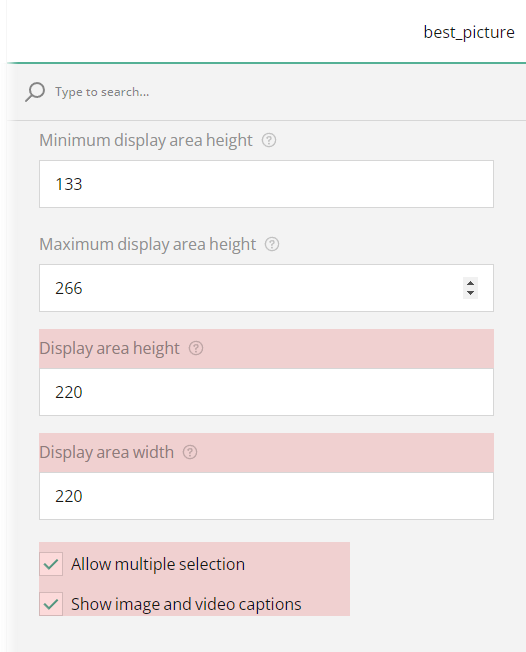 best_picture
Type to search...
Minimum display area height
133
Maximum display area height
266
Display area height
220
Display area width
220
Allow multiple selection
Show image and video captions